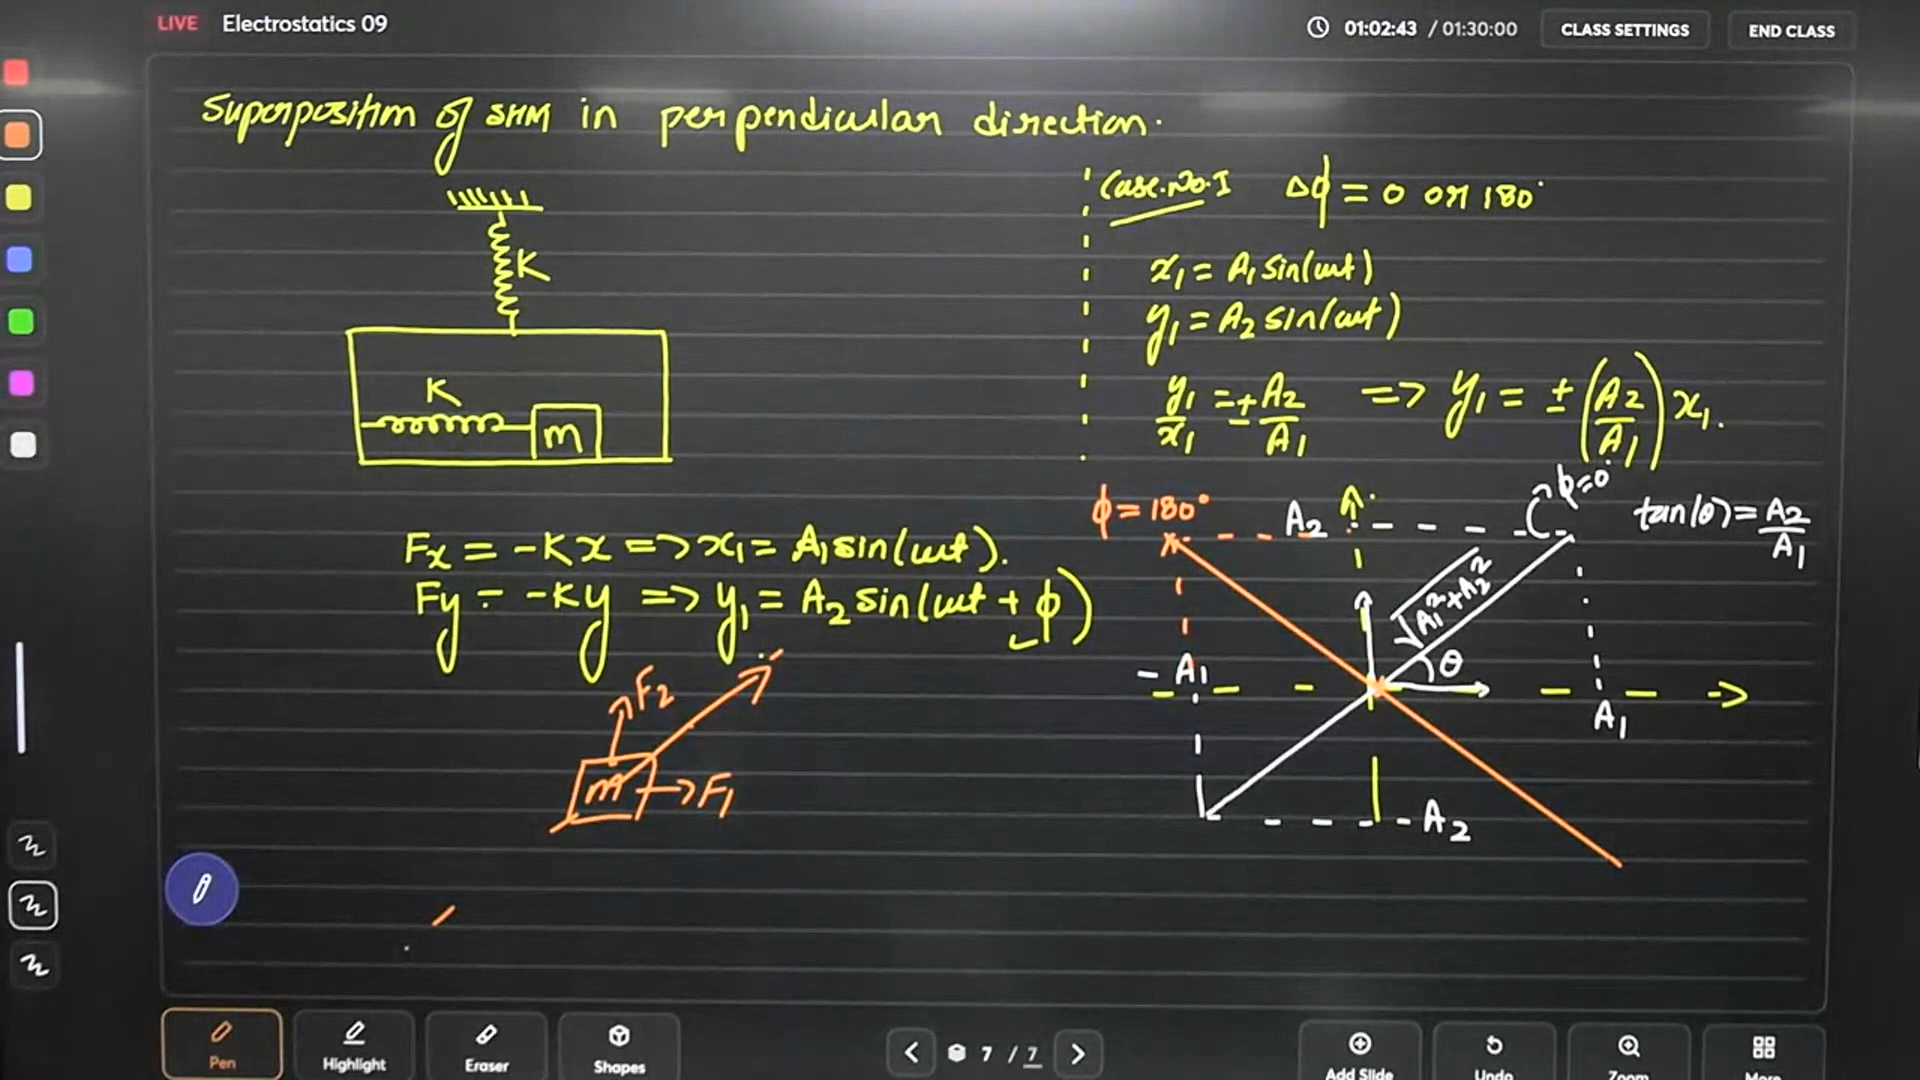 LIVE Electrostatics 09
01:02:43 / 01:30:00 CLASS SETTINGS END CLASS
Superposition of SHM in perpendicular direction.
K
K
m
Fx = -Kx => x₁ = A₁sin(ωt).
Fy = -Ky => y₁ = A₂ sin(ωt + ϕ)
F₂
m
F₁
Case.No.I Δϕ = 0 or 180°
x₁ = A₁ sin(ωt)
y₁ = A₂ sin(ωt)
y₁/x₁ = ± A₂/A₁ => y₁ = ± (A₂/A₁) x₁.
ϕ = 180° A₂ ϕ=0° tan(θ) = A₂/A₁
√A₁²+A₂²
θ
-A₁
A₁
-A₂
Pen Highlight Eraser Shapes 7 / 7 Add Slide Undo Zoom More